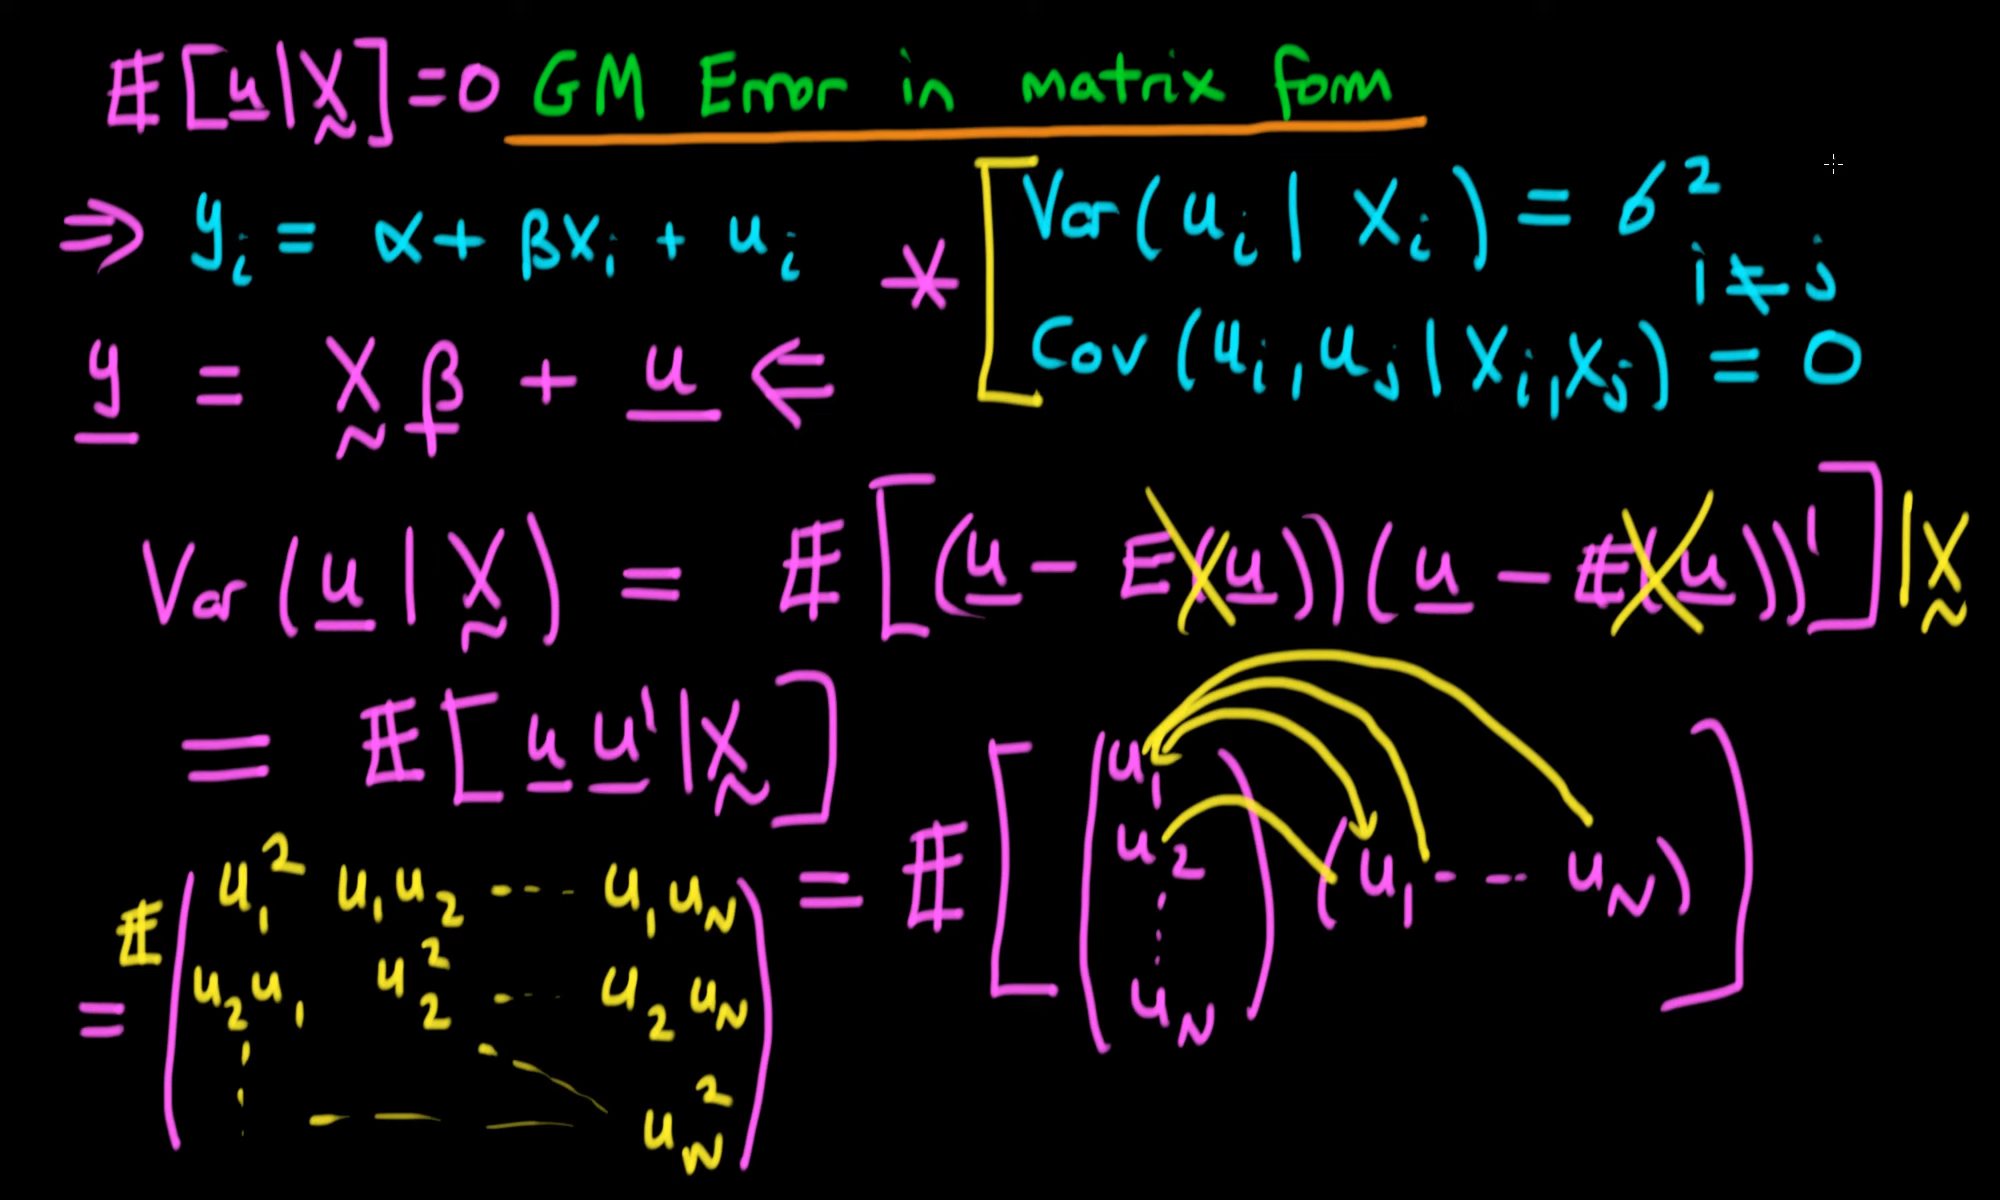 E[u|X]=0 GM Error in matrix form
⇒ yᵢ = α + βxᵢ + uᵢ
* [ Var(uᵢ | xᵢ) = σ²
i ≠ j
Cov(uᵢ, uⱼ | xᵢ, xⱼ) = 0
y = Xβ + u ⇐
Var(u | X) = E[(u - E(u))(u - E(u))'] | X
= E[u u' | X]
= E[(u₁ u₂ ⋮ u_N) (u₁ --- u_N)]
= E( u₁² u₁u₂ --- u₁u_N
u₂u₁ u₂² --- u₂u_N
⋮ --- u_N² )